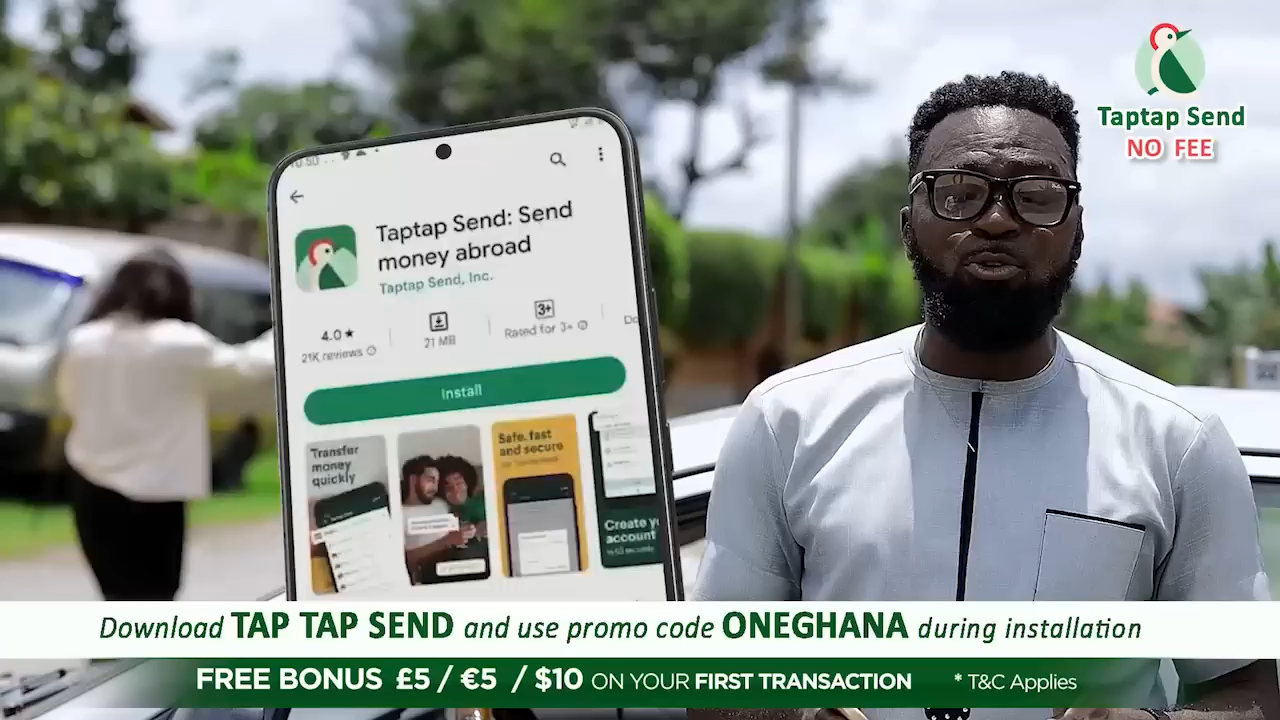 Taptap Send
NO FEE
Taptap Send: Send
money abroad
Taptap Send, Inc.
4.0★
21K reviews
21 MB
3+
Rated for 3+
Install
Transfer
money
quickly
Safe, fast
and secure
Create
account
Download TAP TAP SEND and use promo code ONEGHANA during installation
FREE BONUS £5 / €5 / $10 ON YOUR FIRST TRANSACTION * T&C Applies